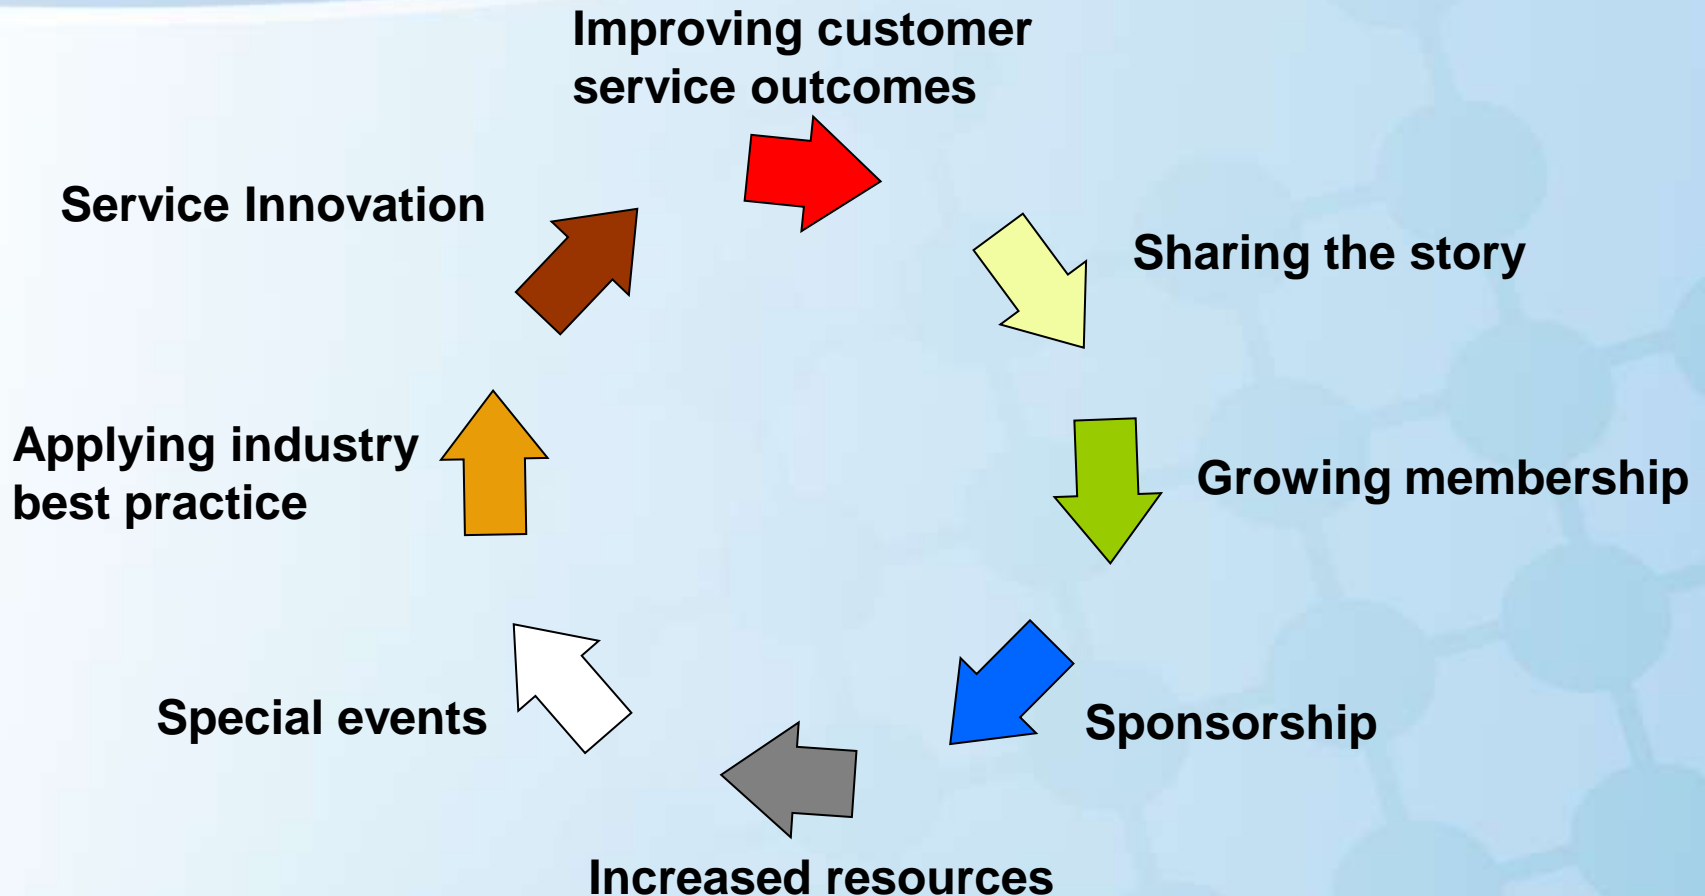 Improving customer
service outcomes
Service Innovation
Sharing the story
Applying industry
best practice
Growing membership
Special events
Sponsorship
Increased resources